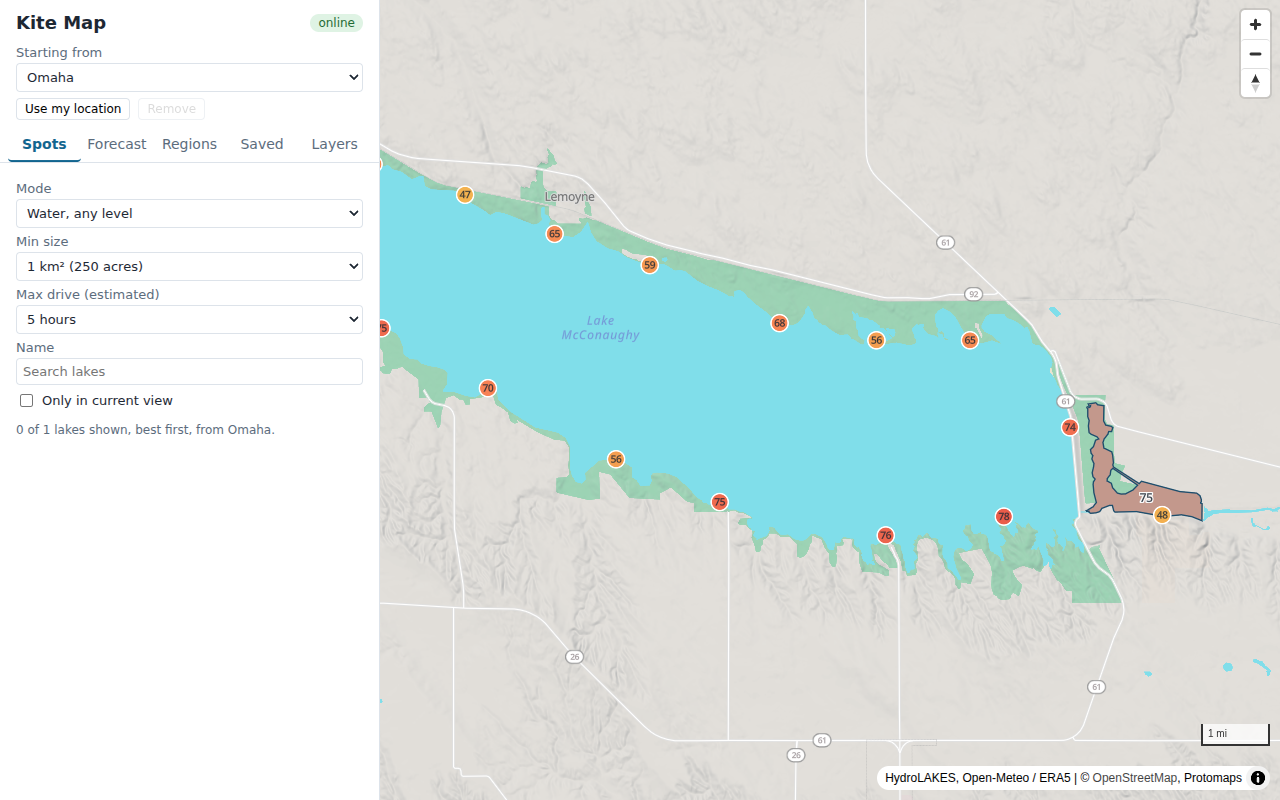 Kite Map
online
Starting from
Omaha
Use my location
Remove
Spots
Forecast
Regions
Saved
Layers
Mode
Water, any level
Min size
1 km² (250 acres)
Max drive (estimated)
5 hours
Name
Search lakes
Only in current view
0 of 1 lakes shown, best first, from Omaha.
47
Lemoyne
65
61
59
92
Lake
McConaughy
68
56
65
70
61
74
56
75
75
48
78
76
26
61
61
26
1 mi
HydroLAKES, Open-Meteo / ERA5 | © OpenStreetMap, Protomaps